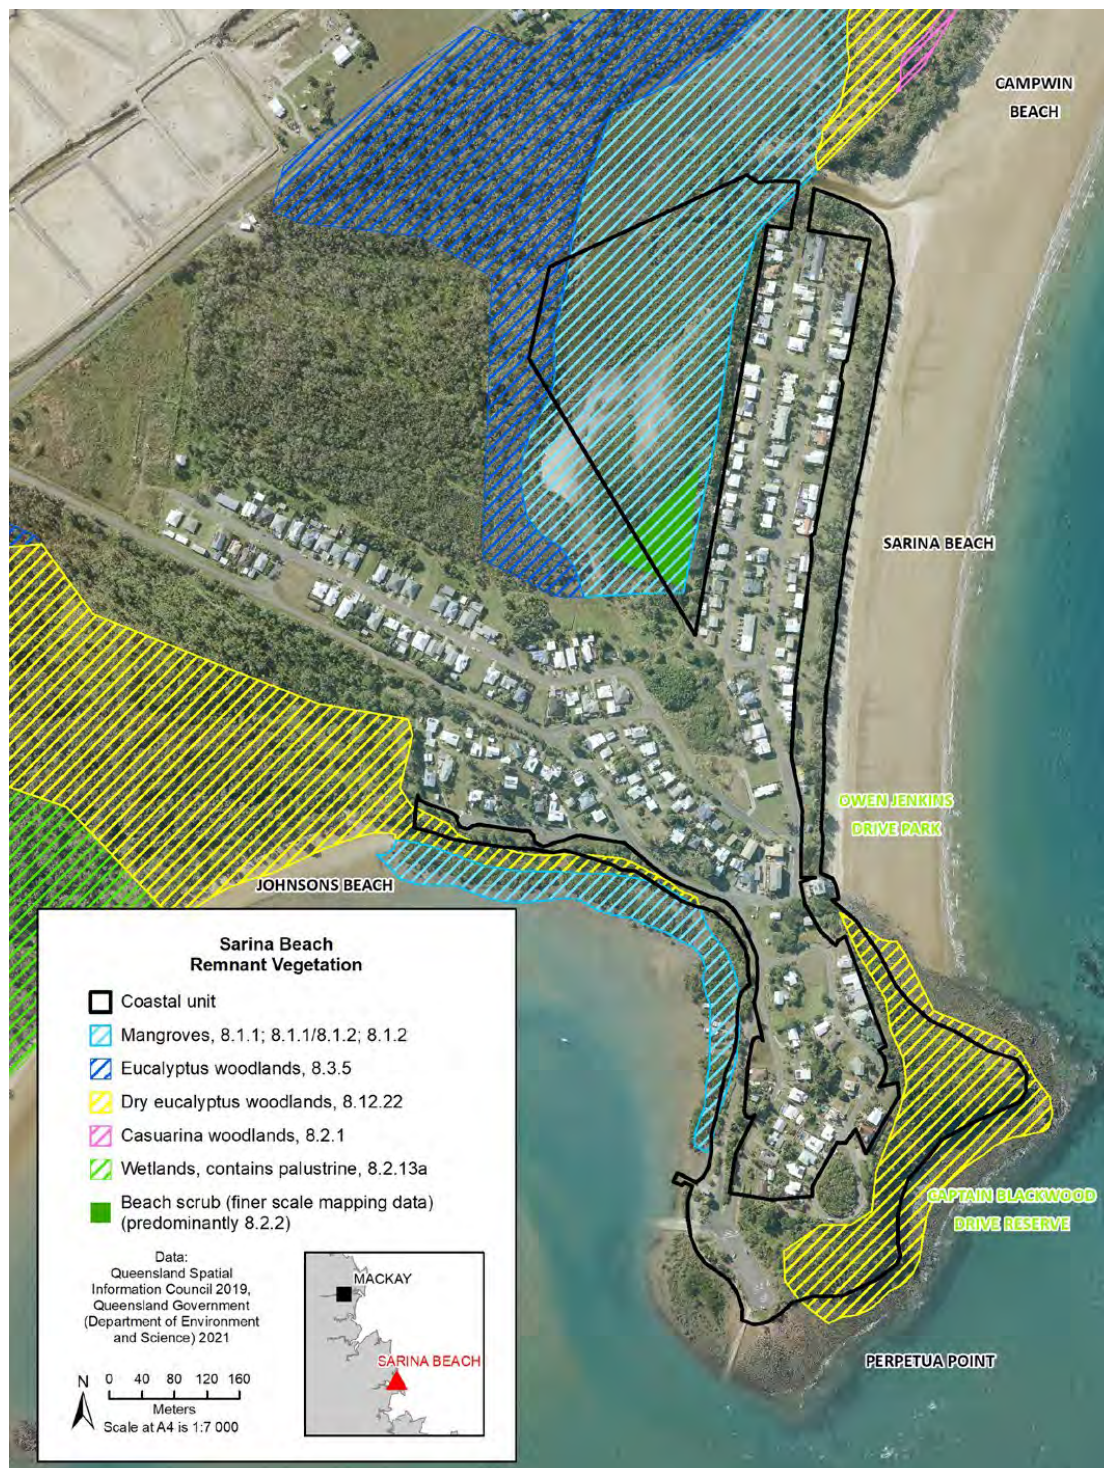 CAMPWIN
BEACH
SARINA BEACH
OWEN JENKINS
DRIVE PARK
JOHNSONS BEACH
CAPTAIN BLACKWOOD
DRIVE RESERVE
PERPETUA POINT
Sarina Beach
Remnant Vegetation
Coastal unit
Mangroves, 8.1.1; 8.1.1/8.1.2; 8.1.2
Eucalyptus woodlands, 8.3.5
Dry eucalyptus woodlands, 8.12.22
Casuarina woodlands, 8.2.1
Wetlands, contains palustrine, 8.2.13a
Beach scrub (finer scale mapping data)
(predominantly 8.2.2)
Data:
Queensland Spatial
Information Council 2019,
Queensland Government
(Department of Environment
and Science) 2021
N
0 40 80 120 160
Meters
Scale at A4 is 1:7 000
MACKAY
SARINA BEACH